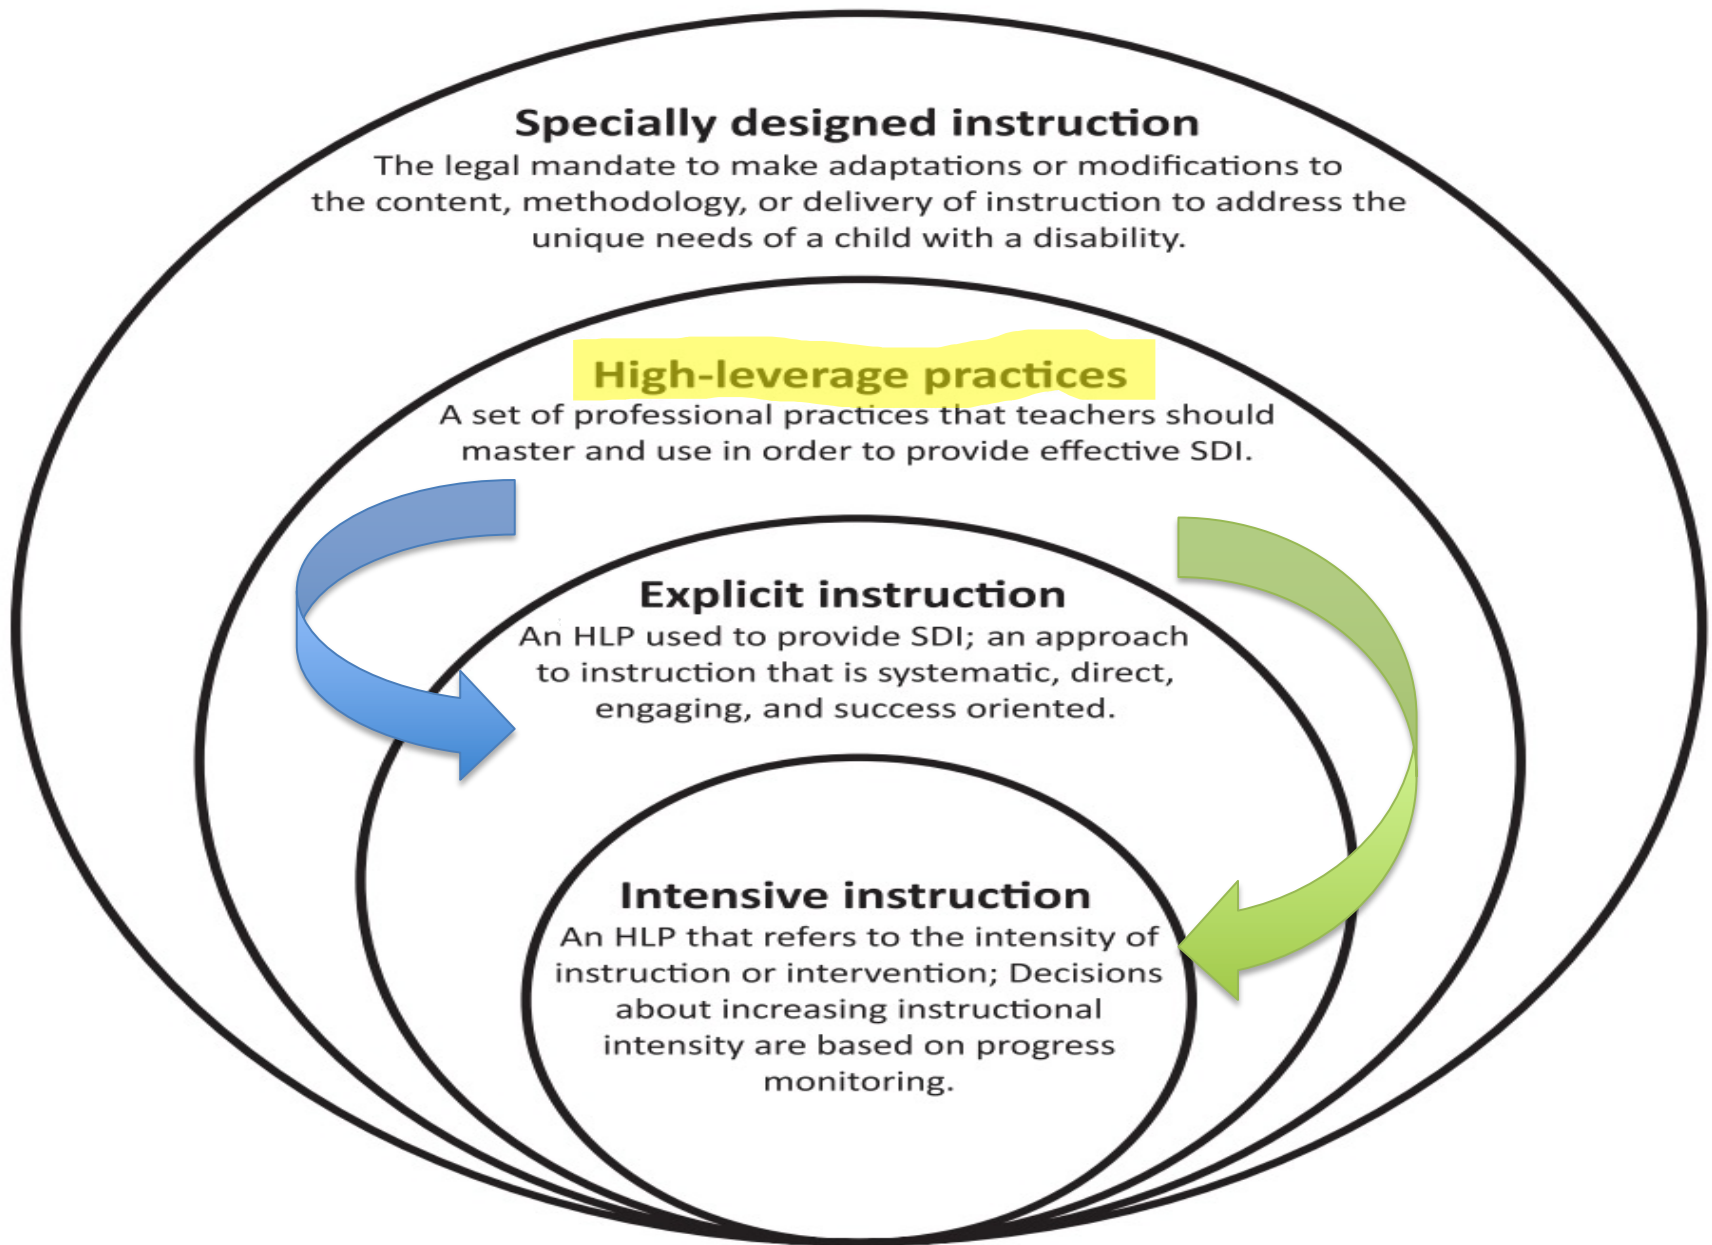 Specially designed instruction
The legal mandate to make adaptations or modifications to
the content, methodology, or delivery of instruction to address the
unique needs of a child with a disability.
High-leverage practices
A set of professional practices that teachers should
master and use in order to provide effective SDI.
Explicit instruction
An HLP used to provide SDI; an approach
to instruction that is systematic, direct,
engaging, and success oriented.
Intensive instruction
An HLP that refers to the intensity of
instruction or intervention; Decisions
about increasing instructional
intensity are based on progress
monitoring.